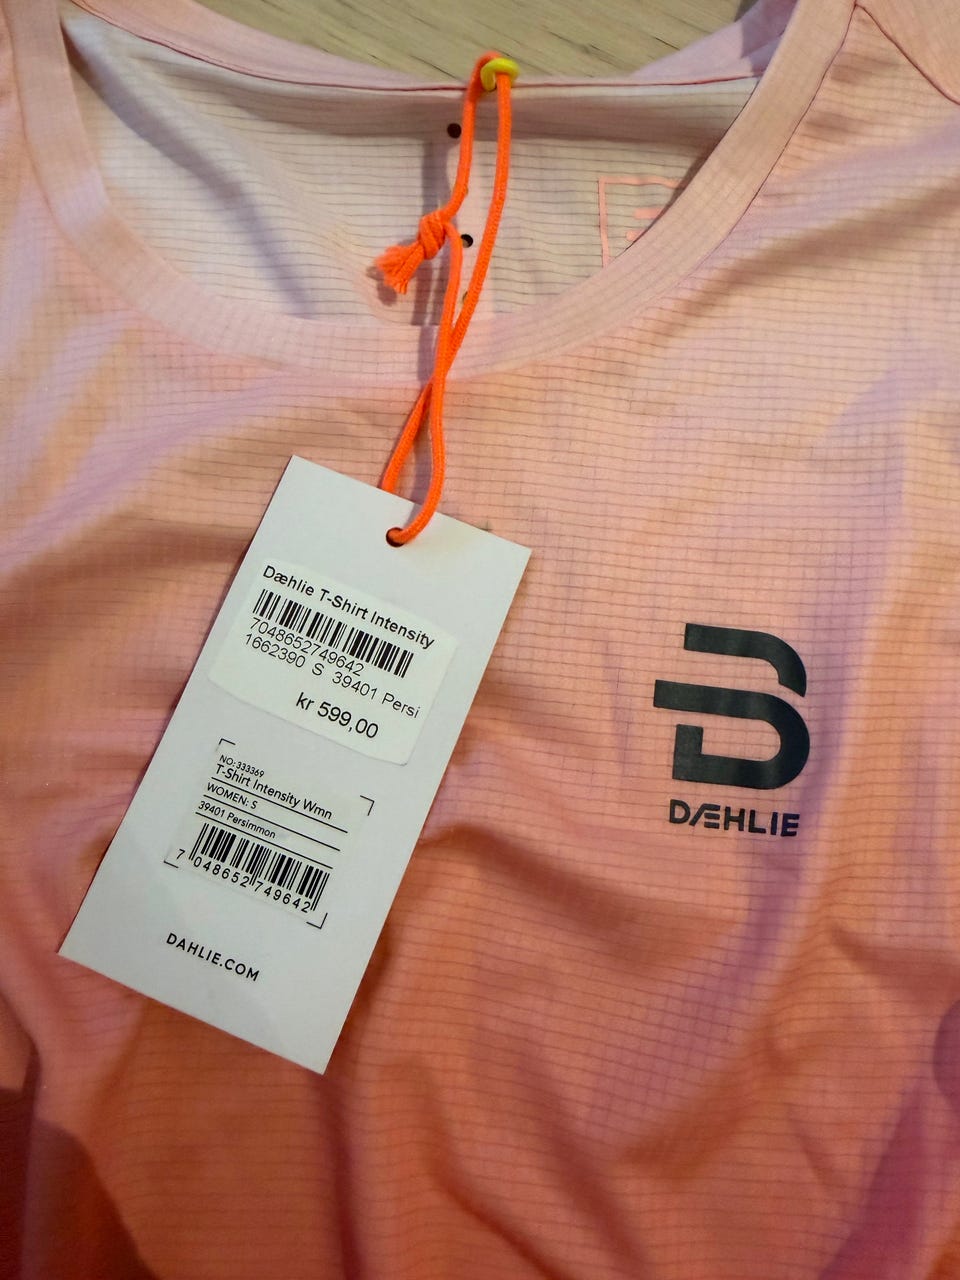 Dæhlie T-Shirt Intensity
7048652749642
1662390 S 39401 Persi
kr 599,00
NO: 333369
T-Shirt Intensity Wmn
WOMEN: S
39401 Persimmon
7 048652 749642
DAHLIE.COM
DÆHLIE